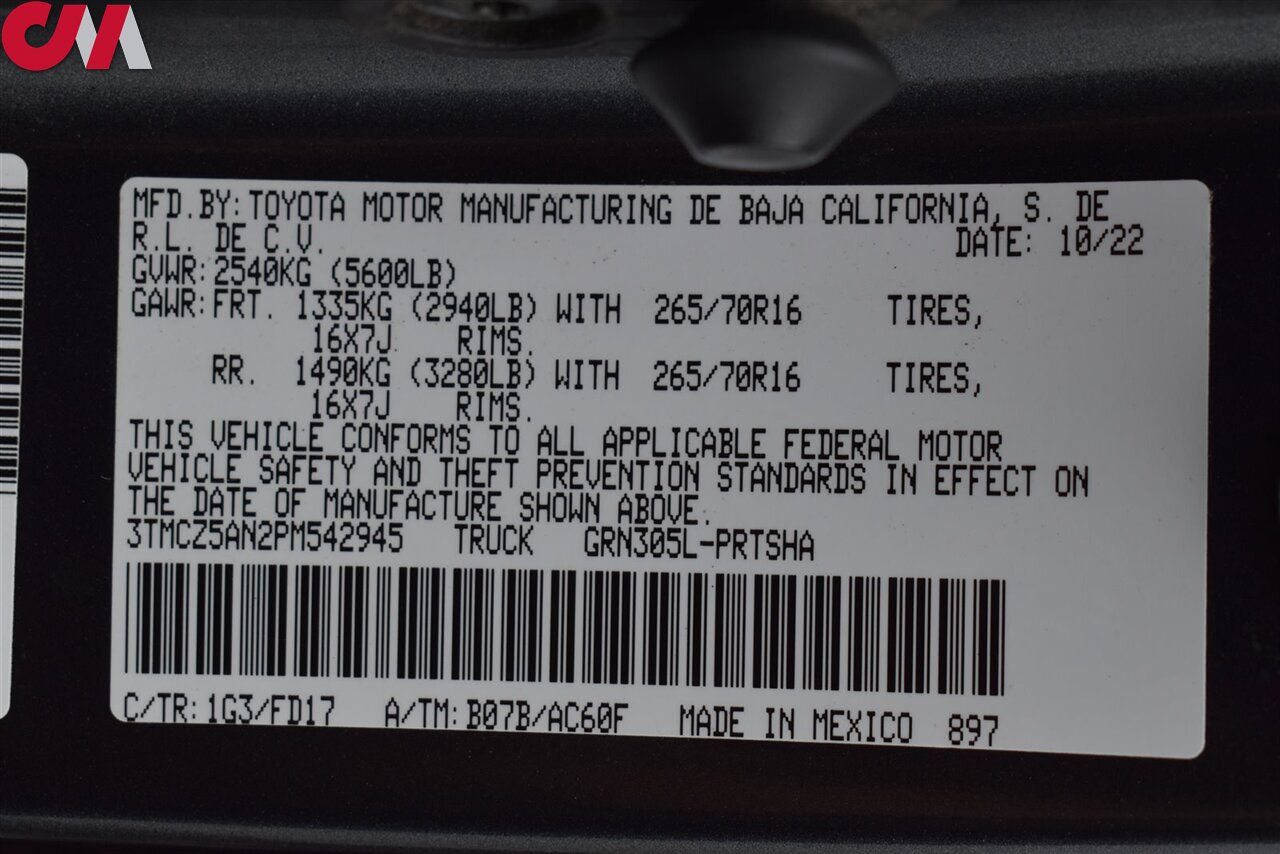 CM
MFD.BY: TOYOTA MOTOR MANUFACTURING DE BAJA CALIFORNIA, S. DE
R.L. DE C.V. DATE: 10/22
GVWR: 2540KG (5600LB)
GAWR: FRT. 1335KG (2940LB) WITH 265/70R16 TIRES,
16X7J RIMS.
RR. 1490KG (3280LB) WITH 265/70R16 TIRES,
16X7J RIMS.
THIS VEHICLE CONFORMS TO ALL APPLICABLE FEDERAL MOTOR
VEHICLE SAFETY AND THEFT PREVENTION STANDARDS IN EFFECT ON
THE DATE OF MANUFACTURE SHOWN ABOVE.
3TMCZ5AN2PM542945 TRUCK GRN305L-PRTSHA
C/TR: 1G3/FD17 A/TM: B07B/AC60F MADE IN MEXICO 897